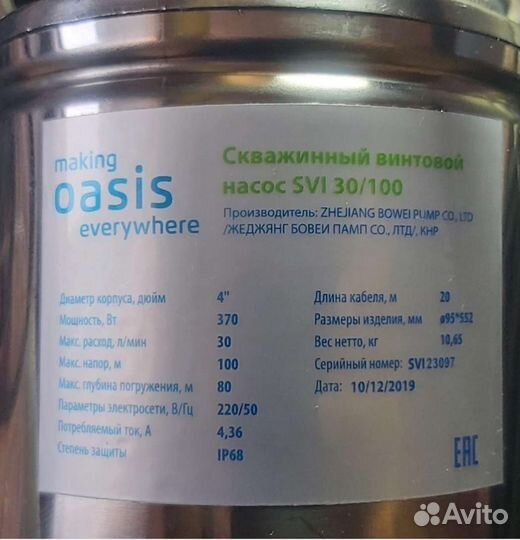 making
oasis
everywhere
Скважинный винтовой
насос SVI 30/100
Производитель: ZHEJIANG BOWEI PUMP CO., LTD
/ЖЕДЖЯНГ БОВЕИ ПАМП СО., ЛТД/, КНР
Диаметр корпуса, дюйм 4"
Мощность, Вт 370
Макс. расход, л/мин 30
Макс. напор, м 100
Макс. глубина погружения, м 80
Параметры электросети, В/Гц 220/50
Потребляемый ток, А 4,36
Степень защиты IP68
Длина кабеля, м 20
Размеры изделия, мм ø95*552
Вес нетто, кг 10,65
Серийный номер: SVI23097
Дата: 10/12/2019
EAC
Avito